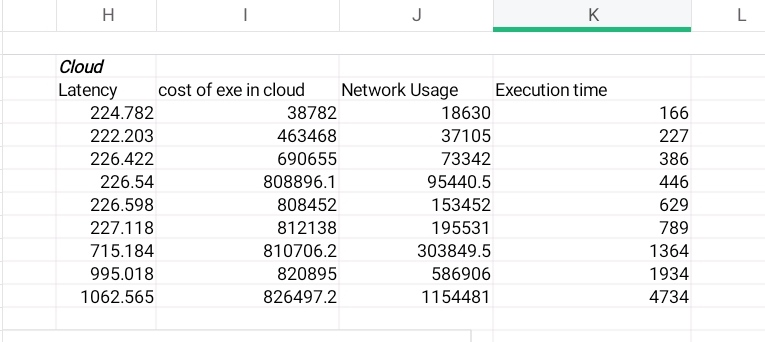 H I J K L
Cloud
Latency cost of exe in cloud Network Usage Execution time
224.782 38782 18630 166
222.203 463468 37105 227
226.422 690655 73342 386
226.54 808896.1 95440.5 446
226.598 808452 153452 629
227.118 812138 195531 789
715.184 810706.2 303849.5 1364
995.018 820895 586906 1934
1062.565 826497.2 1154481 4734